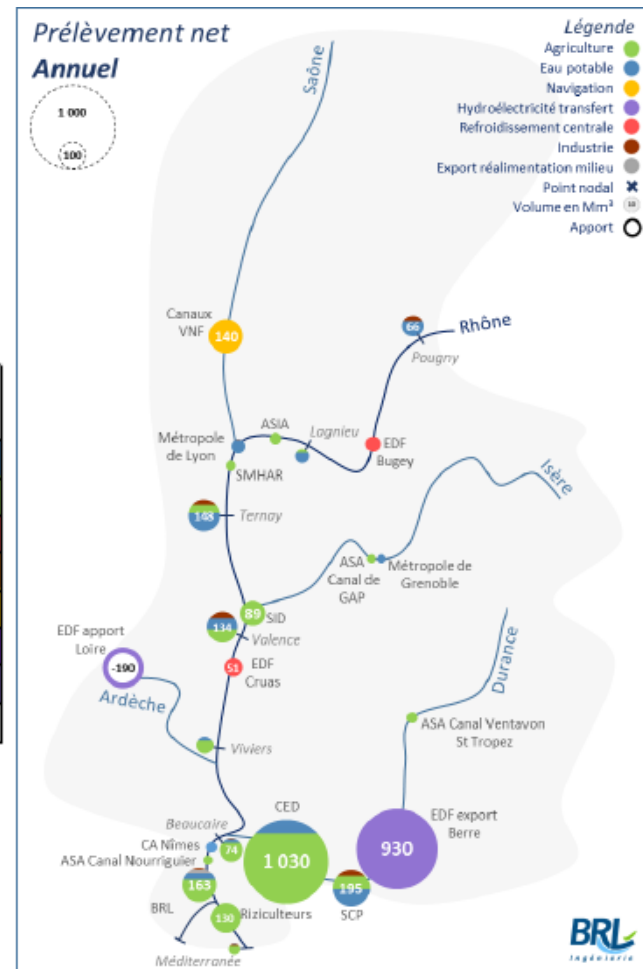 Prélèvement net
Annuel
1 000
100
Légende
Agriculture
Eau potable
Navigation
Hydroélectricité transfert
Refroidissement centrale
Industrie
Export réalimentation milieu
Point nodal
Volume en Mm³
Apport
Saône
Canaux
VNF
140
66
Rhône
Pougny
ASIA
Lagnieu
Métropole
de Lyon
EDF
Bugey
SMHAR
Isère
148
Ternay
ASA
Canal de
GAP
Métropole de
Grenoble
89
SID
134
Valence
EDF apport
Loire
-190
51
EDF
Cruas
Durance
Ardèche
ASA Canal Ventavon
St Tropez
Viviers
CED
EDF export
Berre
Beaucaire
CA Nîmes
74
1 030
930
ASA Canal Nourriguier
163
195
BRL
130
Riziculteurs
SCP
Méditerranée
BRL
Ingénierie